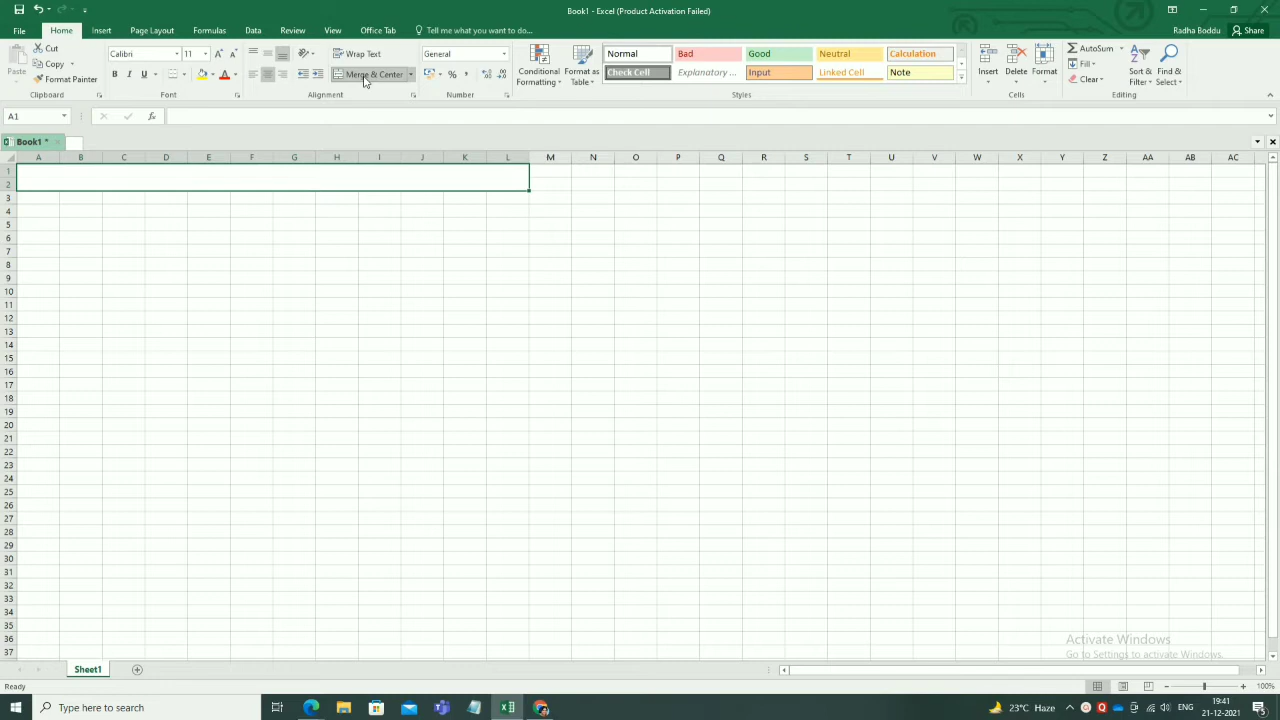 Book1 - Excel (Product Activation Failed)
File Home Insert Page Layout Formulas Data Review View Office Tab Tell me what you want to do... Radha Boddu Share
Cut Calibri 11 Wrap Text General Normal Bad Good Neutral Calculation AutoSum
Paste Copy Format Painter Merge & Center Conditional Formatting Format as Table Check Cell Explanatory ... Input Linked Cell Note Insert Delete Format Fill Clear Sort & Filter Find & Select
Clipboard Font Alignment Number Styles Cells Editing
A1 fx
Book1 *
A B C D E F G H I J K L M N O P Q R S T U V W X Y Z AA AB AC
1
2
3
4
5
6
7
8
9
10
11
12
13
14
15
16
17
18
19
20
21
22
23
24
25
26
27
28
29
30
31
32
33
34
35
36
37
Activate Windows
Go to Settings to activate Windows.
Sheet1
Ready 100%
Type here to search 23°C Haze ENG 19:41
21-12-2021